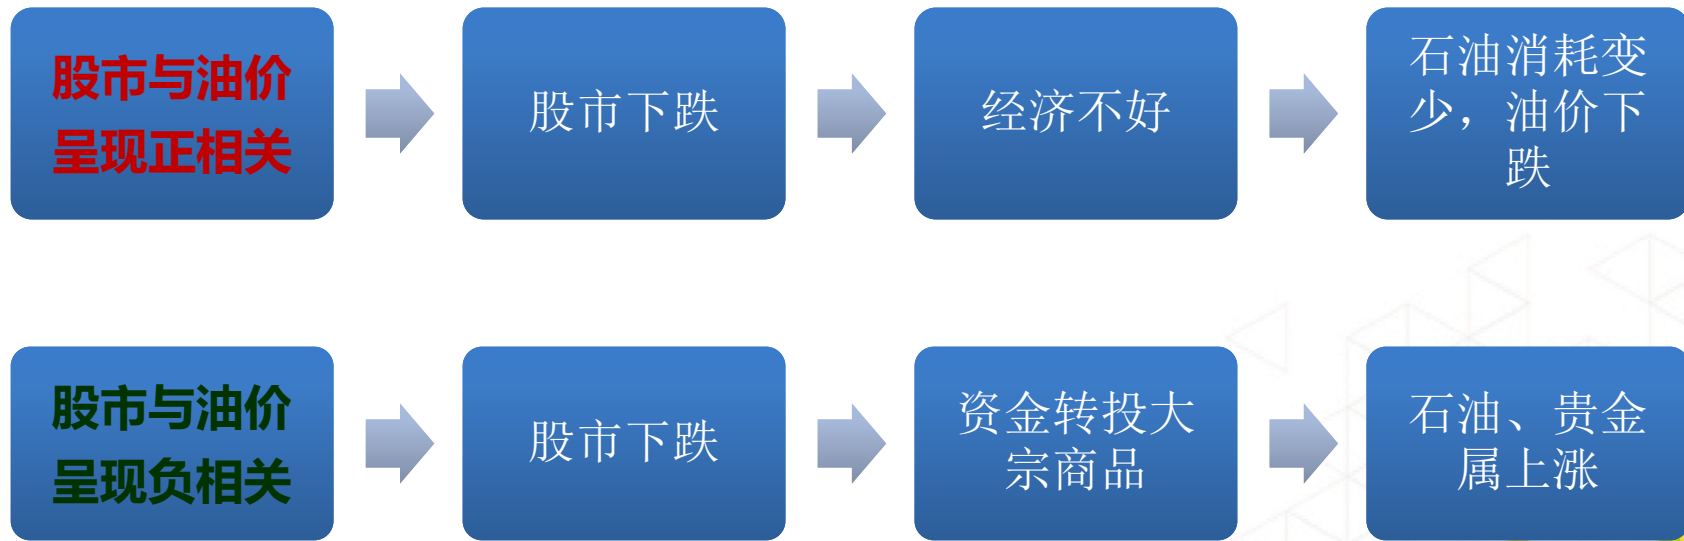 股市与油价
呈现正相关
股市下跌
经济不好
石油消耗变
少，油价下
跌
股市与油价
呈现负相关
股市下跌
资金转投大
宗商品
石油、贵金
属上涨